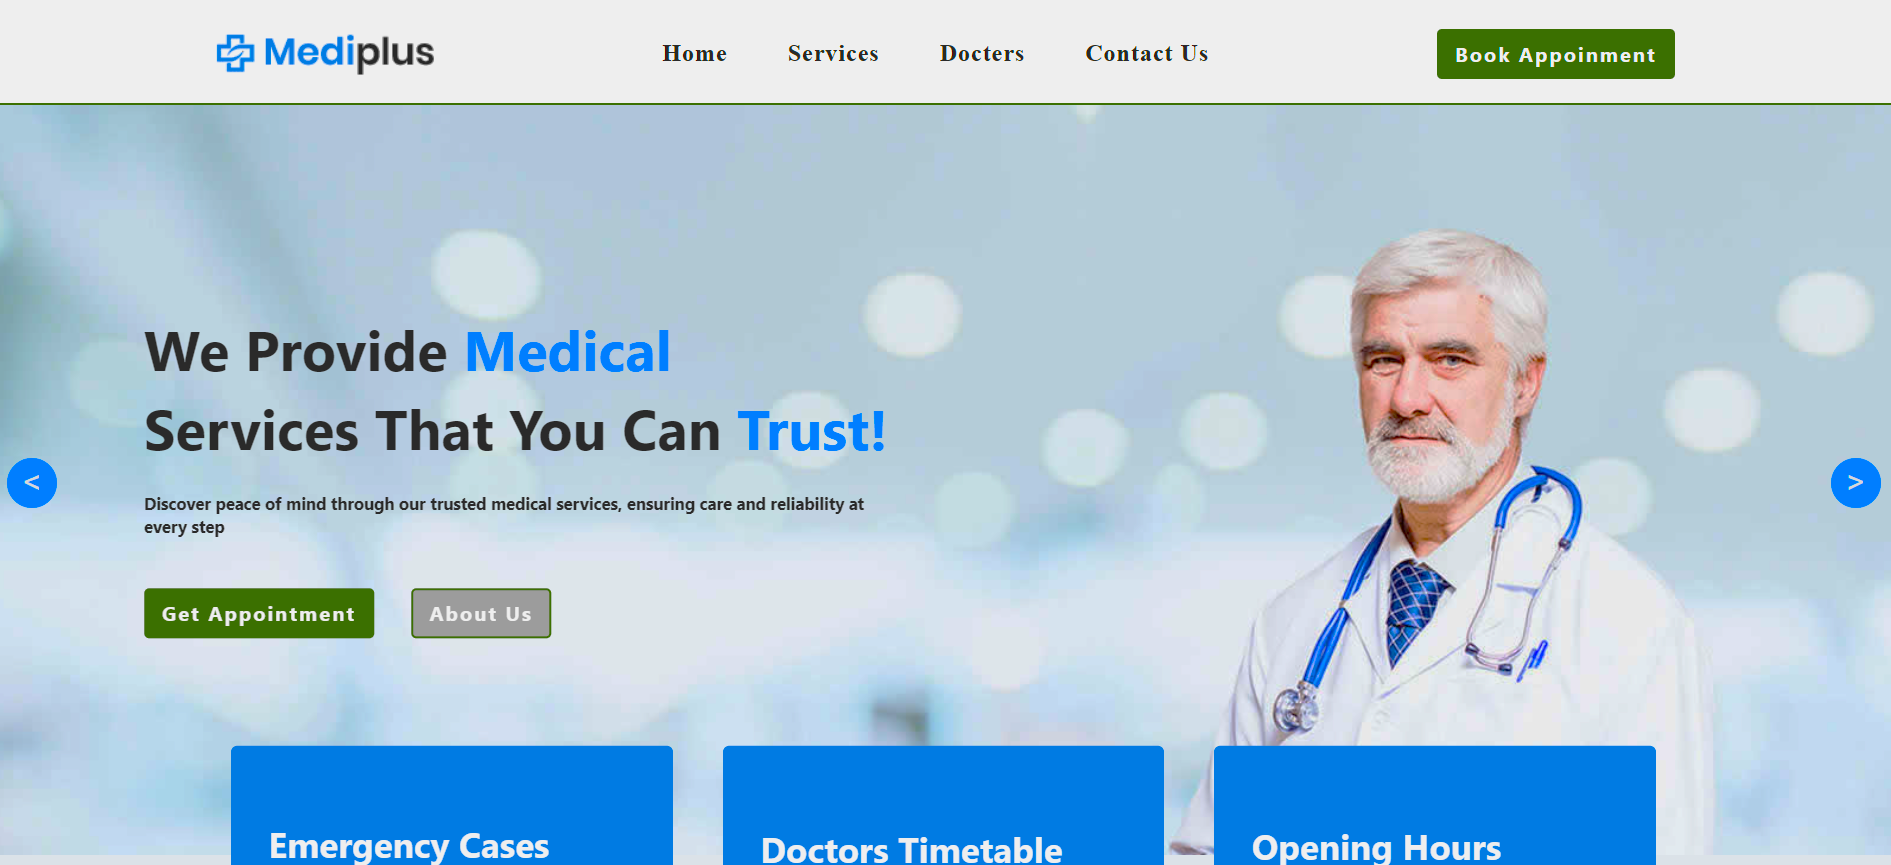 Mediplus
Home
Services
Docters
Contact Us
Book Appoinment
We Provide Medical
Services That You Can Trust!
<
>
Discover peace of mind through our trusted medical services, ensuring care and reliability at
every step
Get Appointment
About Us
Emergency Cases
Doctors Timetable
Opening Hours